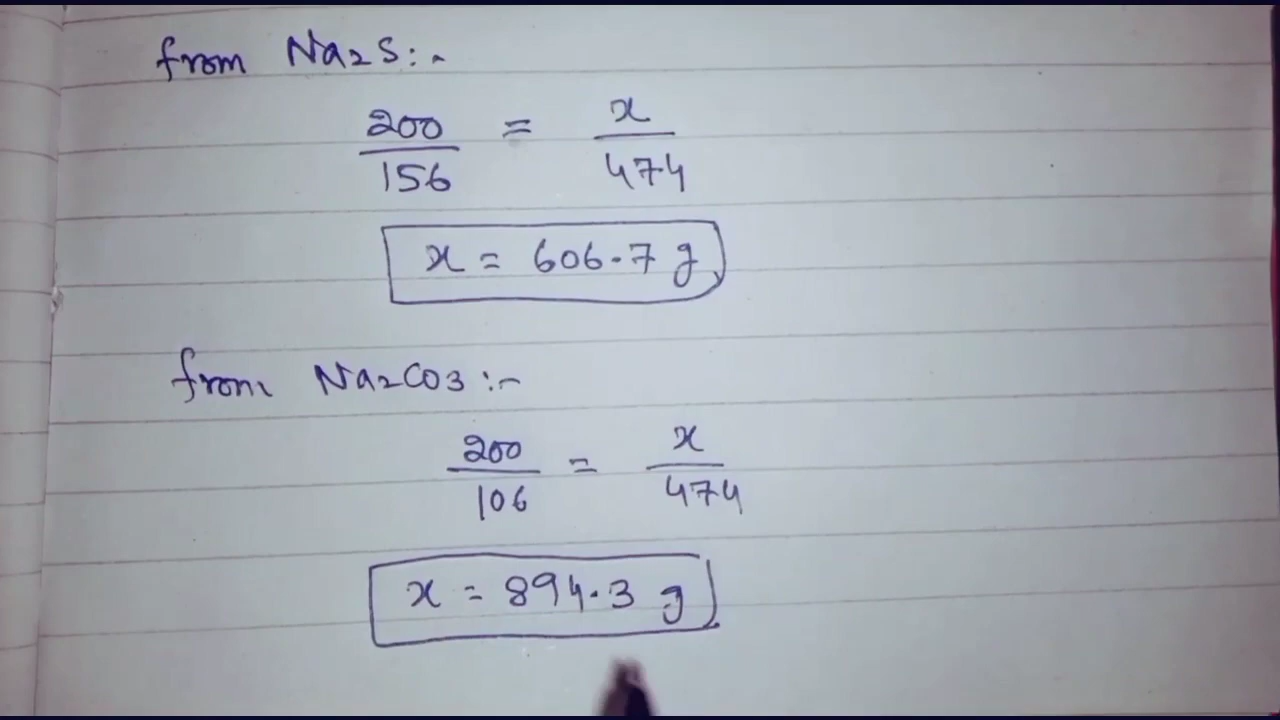 from Na2S:-
200/156 = x/474
x = 606.7 g
from Na2CO3:-
200/106 = x/474
x = 894.3 g